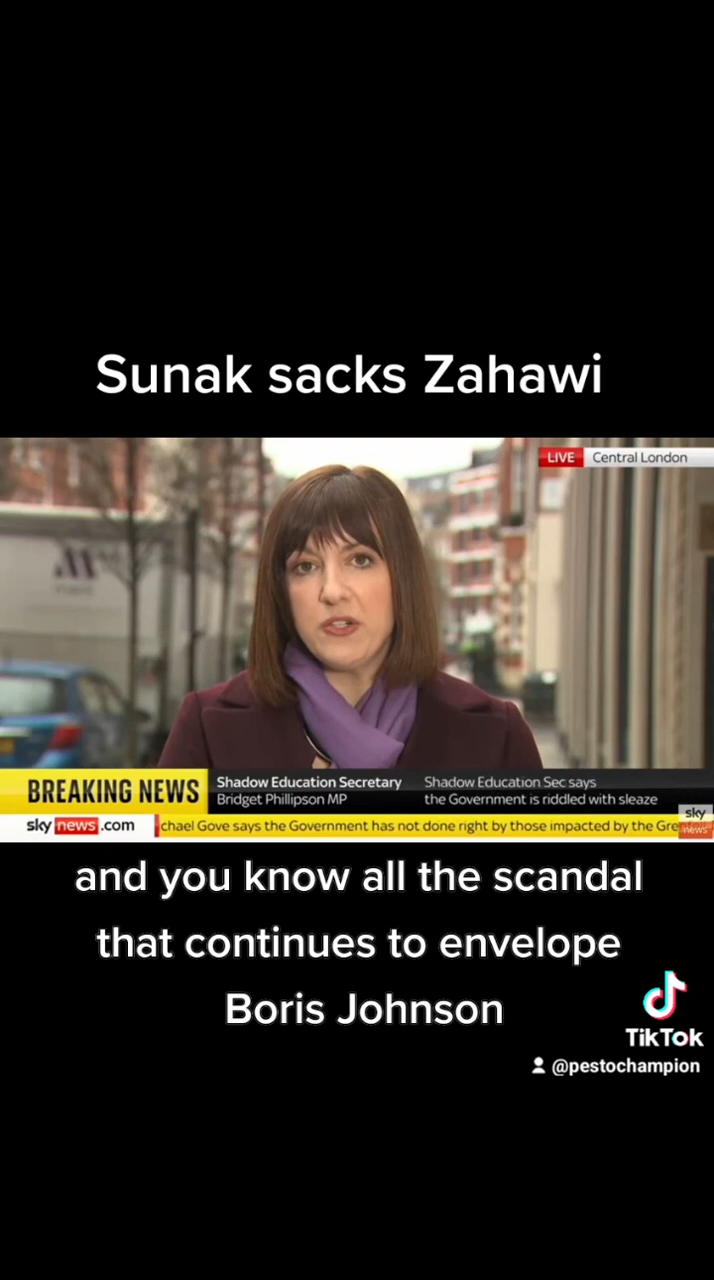 Sunak sacks Zahawi
LIVE Central London
BREAKING NEWS
Shadow Education Secretary
Bridget Phillipson MP
Shadow Education Sec says
the Government is riddled with sleaze
sky news.com
chael Gove says the Government has not done right by those impacted by the Gre
sky
news
and you know all the scandal
that continues to envelope
Boris Johnson
TikTok
@pestochampion